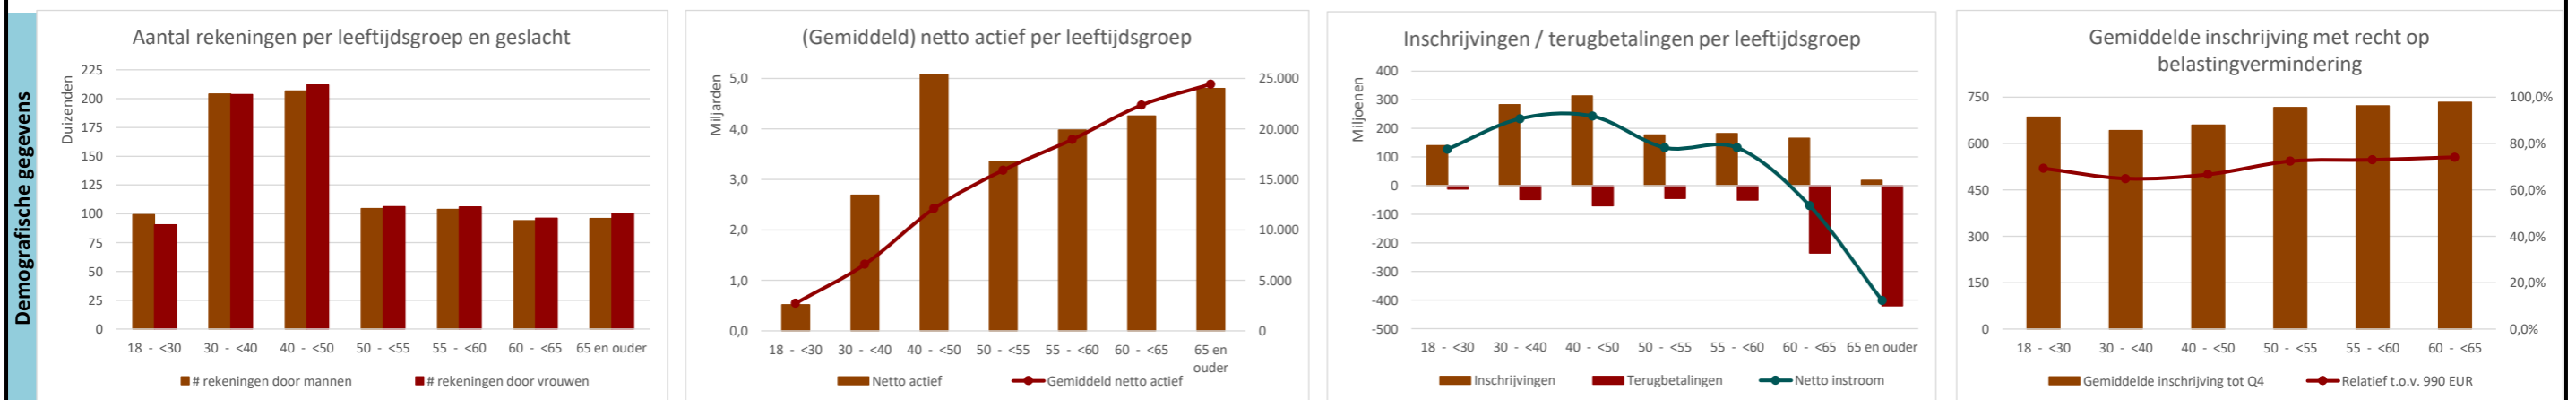 Demografische gegevens
Aantal rekeningen per leeftijdsgroep en geslacht
Duizenden
225
200
175
150
125
100
75
50
25
0
18 - <30 30 - <40 40 - <50 50 - <55 55 - <60 60 - <65 65 en ouder
# rekeningen door mannen # rekeningen door vrouwen
(Gemiddeld) netto actief per leeftijdsgroep
Miljarden
5,0 25.000
4,0 20.000
3,0 15.000
2,0 10.000
1,0 5.000
0,0 0
18 - <30 30 - <40 40 - <50 50 - <55 55 - <60 60 - <65 65 en
ouder
Netto actief Gemiddeld netto actief
Inschrijvingen / terugbetalingen per leeftijdsgroep
Miljoenen
400
300
200
100
0
-100
-200
-300
-400
-500
18 - <30 30 - <40 40 - <50 50 - <55 55 - <60 60 - <65 65 en ouder
Inschrijvingen Terugbetalingen Netto instroom
Gemiddelde inschrijving met recht op
belastingvermindering
750 100,0%
600 80,0%
450 60,0%
300 40,0%
150 20,0%
0 0,0%
18 - <30 30 - <40 40 - <50 50 - <55 55 - <60 60 - <65
Gemiddelde inschrijving tot Q4 Relatief t.o.v. 990 EUR